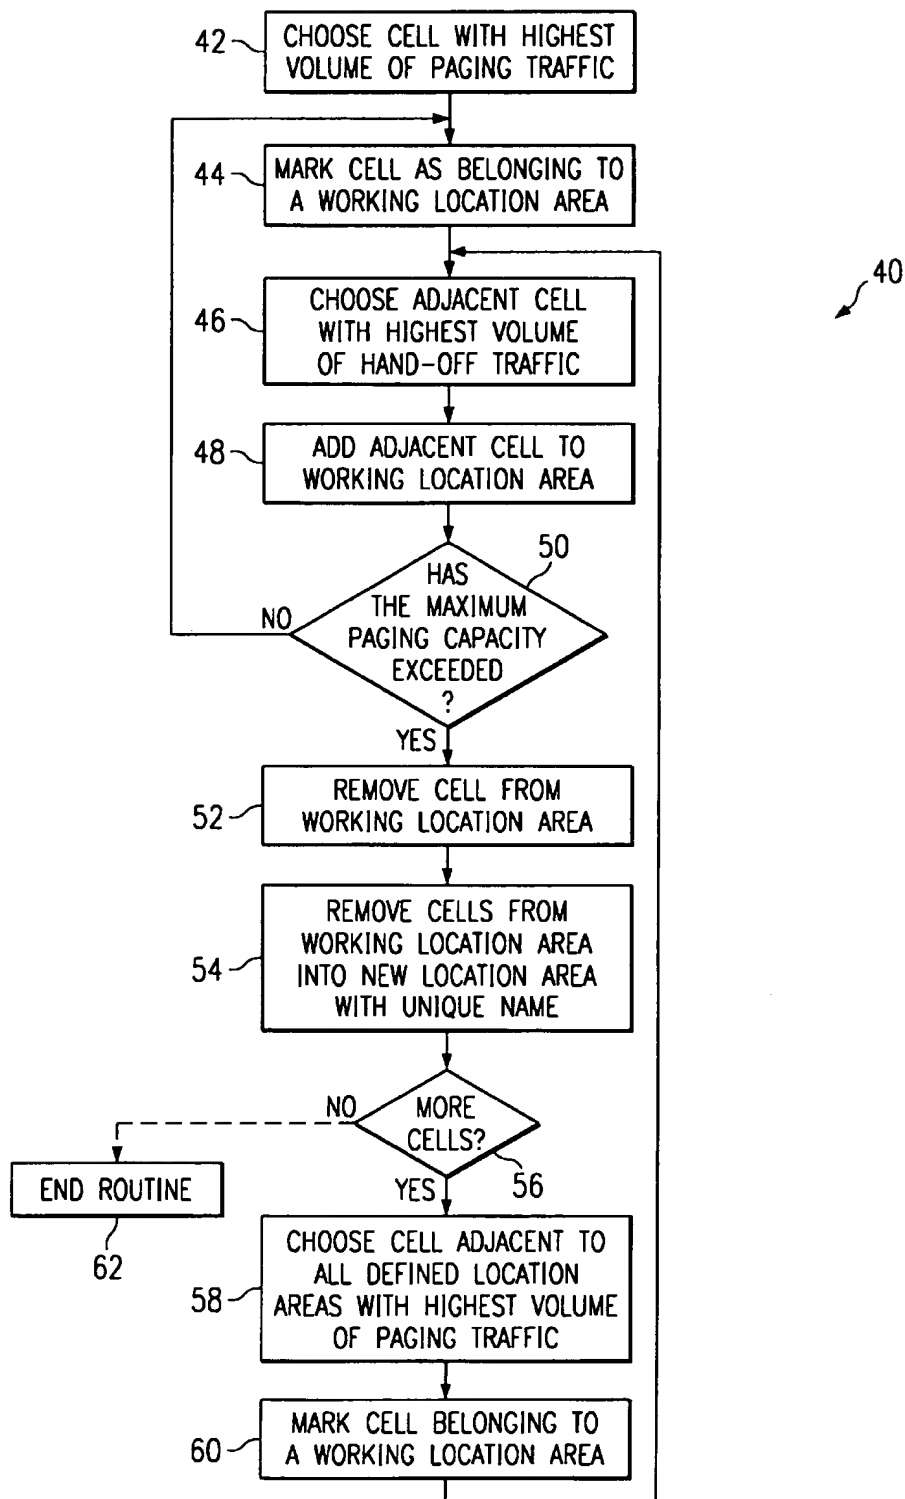 42
CHOOSE CELL WITH HIGHEST
VOLUME OF PAGING TRAFFIC
44
MARK CELL AS BELONGING TO
A WORKING LOCATION AREA
40
46
CHOOSE ADJACENT CELL
WITH HIGHEST VOLUME
OF HAND-OFF TRAFFIC
48
ADD ADJACENT CELL TO
WORKING LOCATION AREA
50
HAS
THE MAXIMUM
PAGING CAPACITY
EXCEEDED
?
NO
YES
52
REMOVE CELL FROM
WORKING LOCATION AREA
54
REMOVE CELLS FROM
WORKING LOCATION AREA
INTO NEW LOCATION AREA
WITH UNIQUE NAME
NO
MORE
CELLS?
56
YES
END ROUTINE
62
58
CHOOSE CELL ADJACENT TO
ALL DEFINED LOCATION
AREAS WITH HIGHEST VOLUME
OF PAGING TRAFFIC
60
MARK CELL BELONGING TO
A WORKING LOCATION AREA